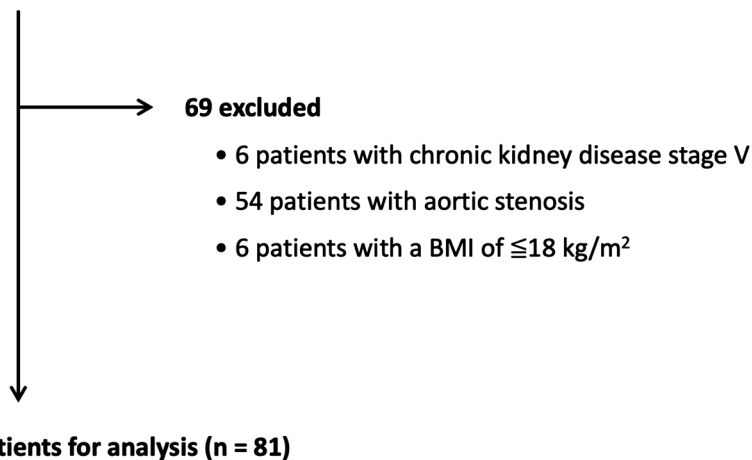 69 excluded
• 6 patients with chronic kidney disease stage V
• 54 patients with aortic stenosis
• 6 patients with a BMI of ≦18 kg/m²
tients for analysis (n = 81)